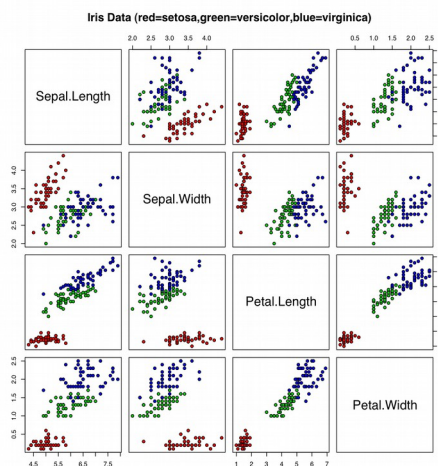 Iris Data (red=setosa,green=versicolor,blue=virginica)
2.0 2.5 3.0 3.5 4.0
0.5 1.0 1.5 2.0 2.5
Sepal.Length
2.0 2.5 3.0 3.5 4.0
Sepal.Width
Petal.Length
0.5 1.0 1.5 2.0 2.5
Petal.Width
4.5 5.5 6.5 7.5
1 2 3 4 5 6 7